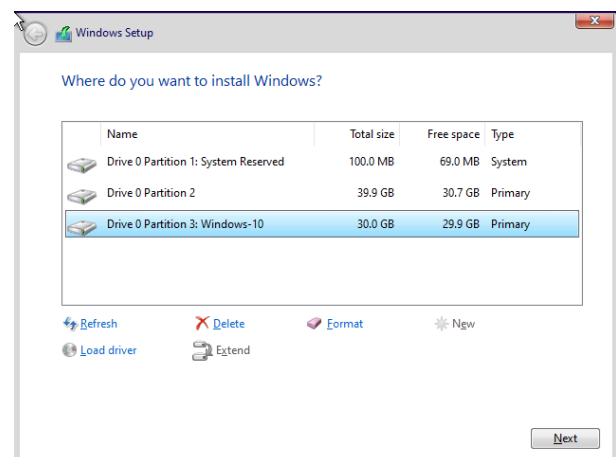 Windows Setup
Where do you want to install Windows?
Name Total size Free space Type
Drive 0 Partition 1: System Reserved 100.0 MB 69.0 MB System
Drive 0 Partition 2 39.9 GB 30.7 GB Primary
Drive 0 Partition 3: Windows-10 30.0 GB 29.9 GB Primary
Refresh Delete Format New
Load driver Extend
Next